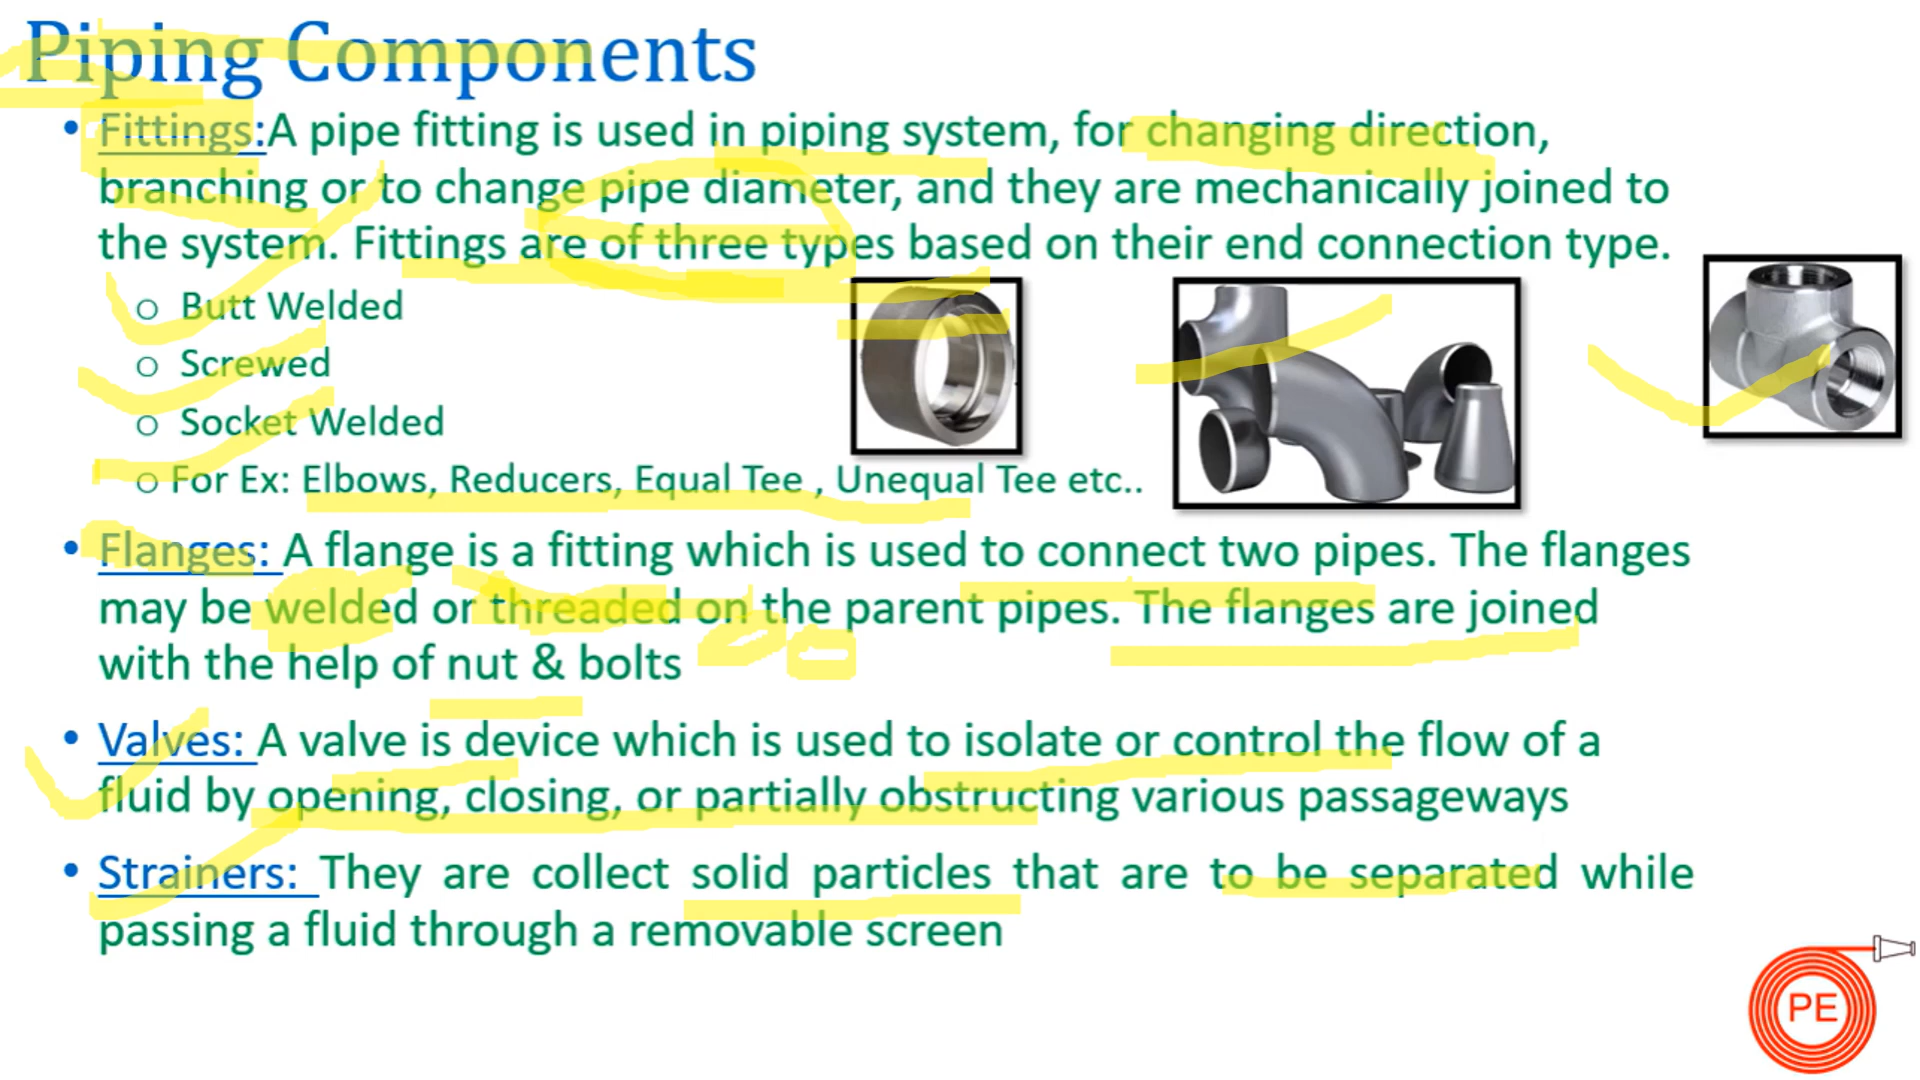 Piping Components
• Fittings:A pipe fitting is used in piping system, for changing direction,
branching or to change pipe diameter, and they are mechanically joined to
the system. Fittings are of three types based on their end connection type.
o Butt Welded
o Screwed
o Socket Welded
o For Ex: Elbows, Reducers, Equal Tee , Unequal Tee etc..
• Flanges: A flange is a fitting which is used to connect two pipes. The flanges
may be welded or threaded on the parent pipes. The flanges are joined
with the help of nut & bolts
• Valves: A valve is device which is used to isolate or control the flow of a
fluid by opening, closing, or partially obstructing various passageways
• Strainers: They are collect solid particles that are to be separated while
passing a fluid through a removable screen
PE